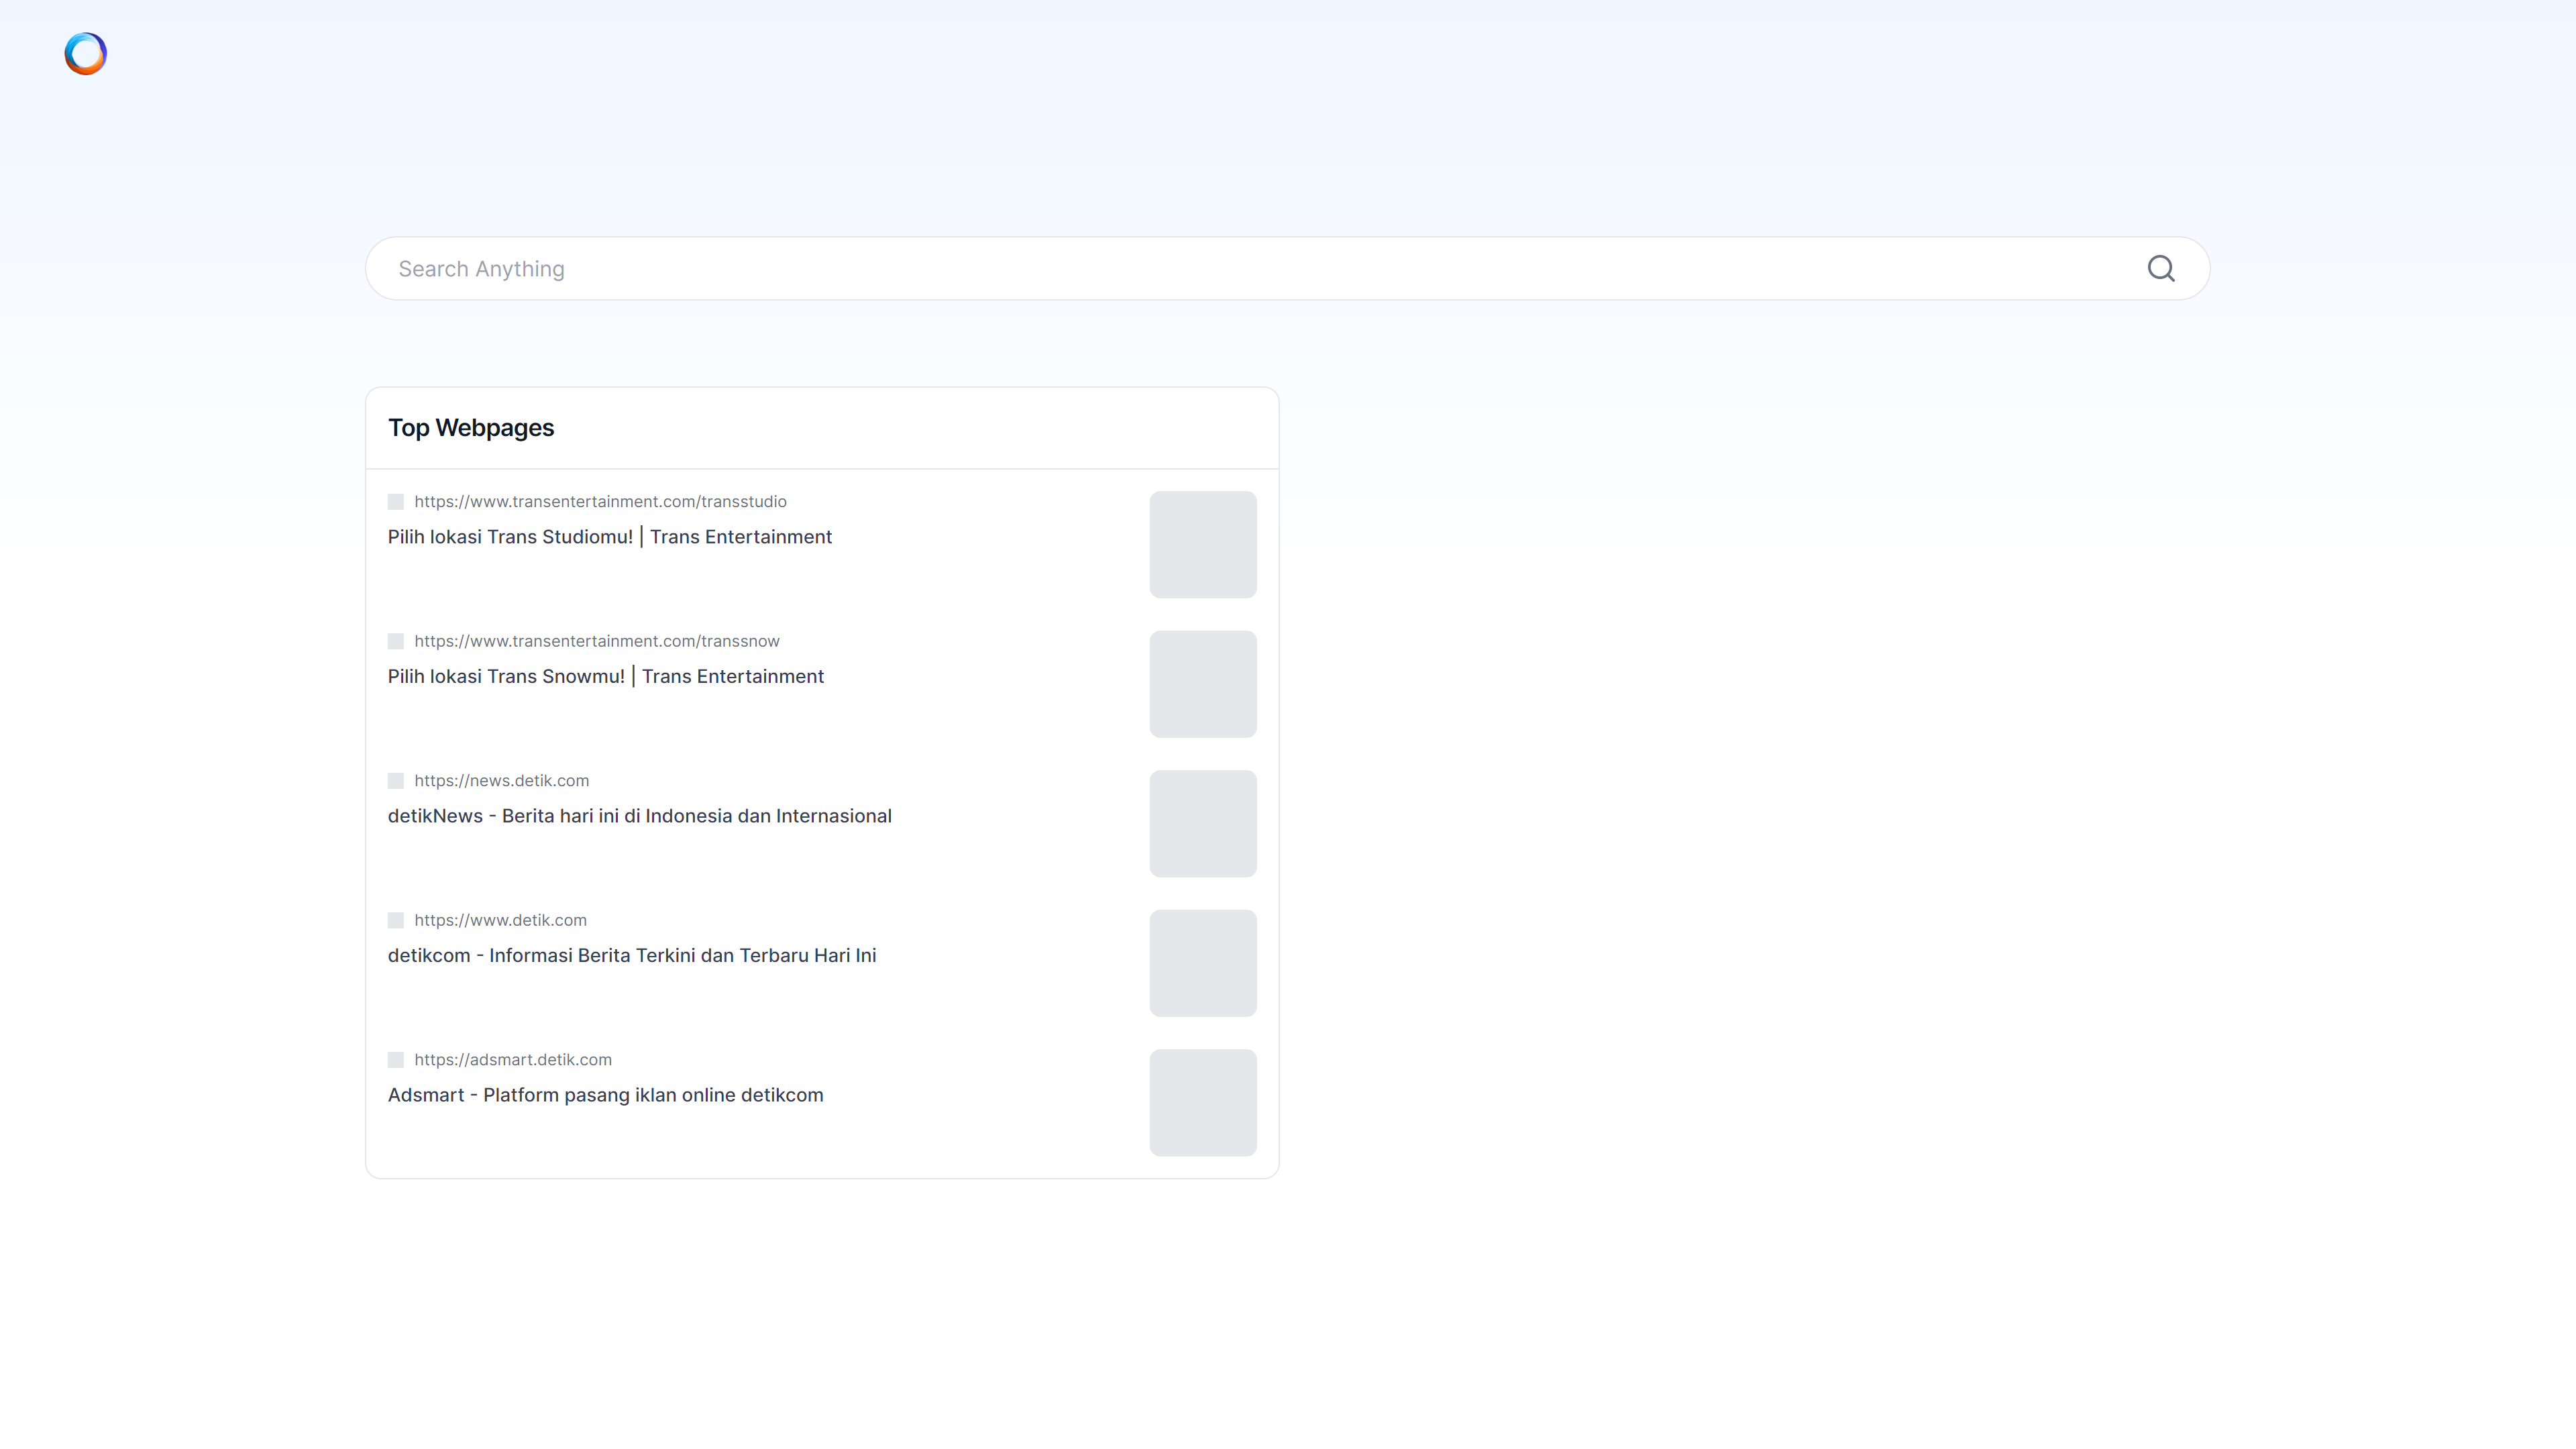 Search Anything
Top Webpages
https://www.transentertainment.com/transstudio
Pilih lokasi Trans Studiomu! | Trans Entertainment
https://www.transentertainment.com/transsnow
Pilih lokasi Trans Snowmu! | Trans Entertainment
https://news.detik.com
detikNews - Berita hari ini di Indonesia dan Internasional
https://www.detik.com
detikcom - Informasi Berita Terkini dan Terbaru Hari Ini
https://adsmart.detik.com
Adsmart - Platform pasang iklan online detikcom